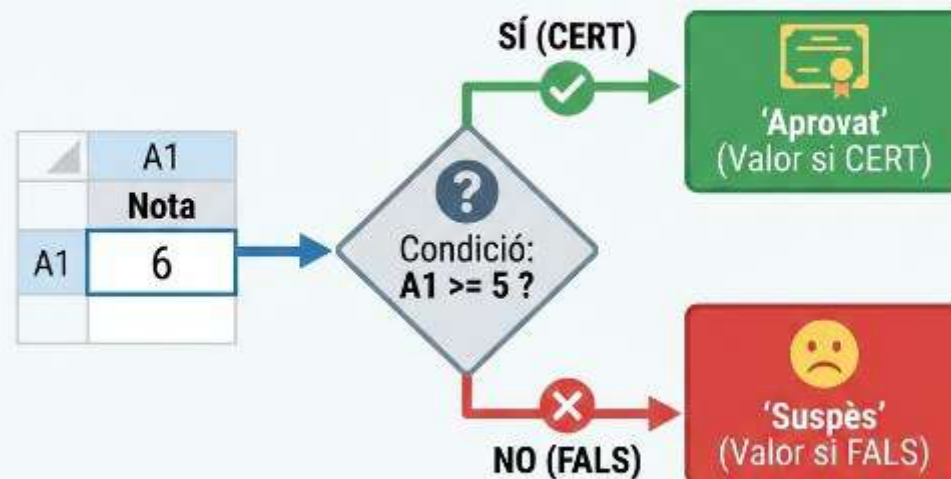 SÍ (CERT)
‘Aprovat’
(Valor si CERT)
A1
Nota
A1
6
?
Condició:
A1 >= 5 ?
‘Suspès’
(Valor si FALS)
NO (FALS)